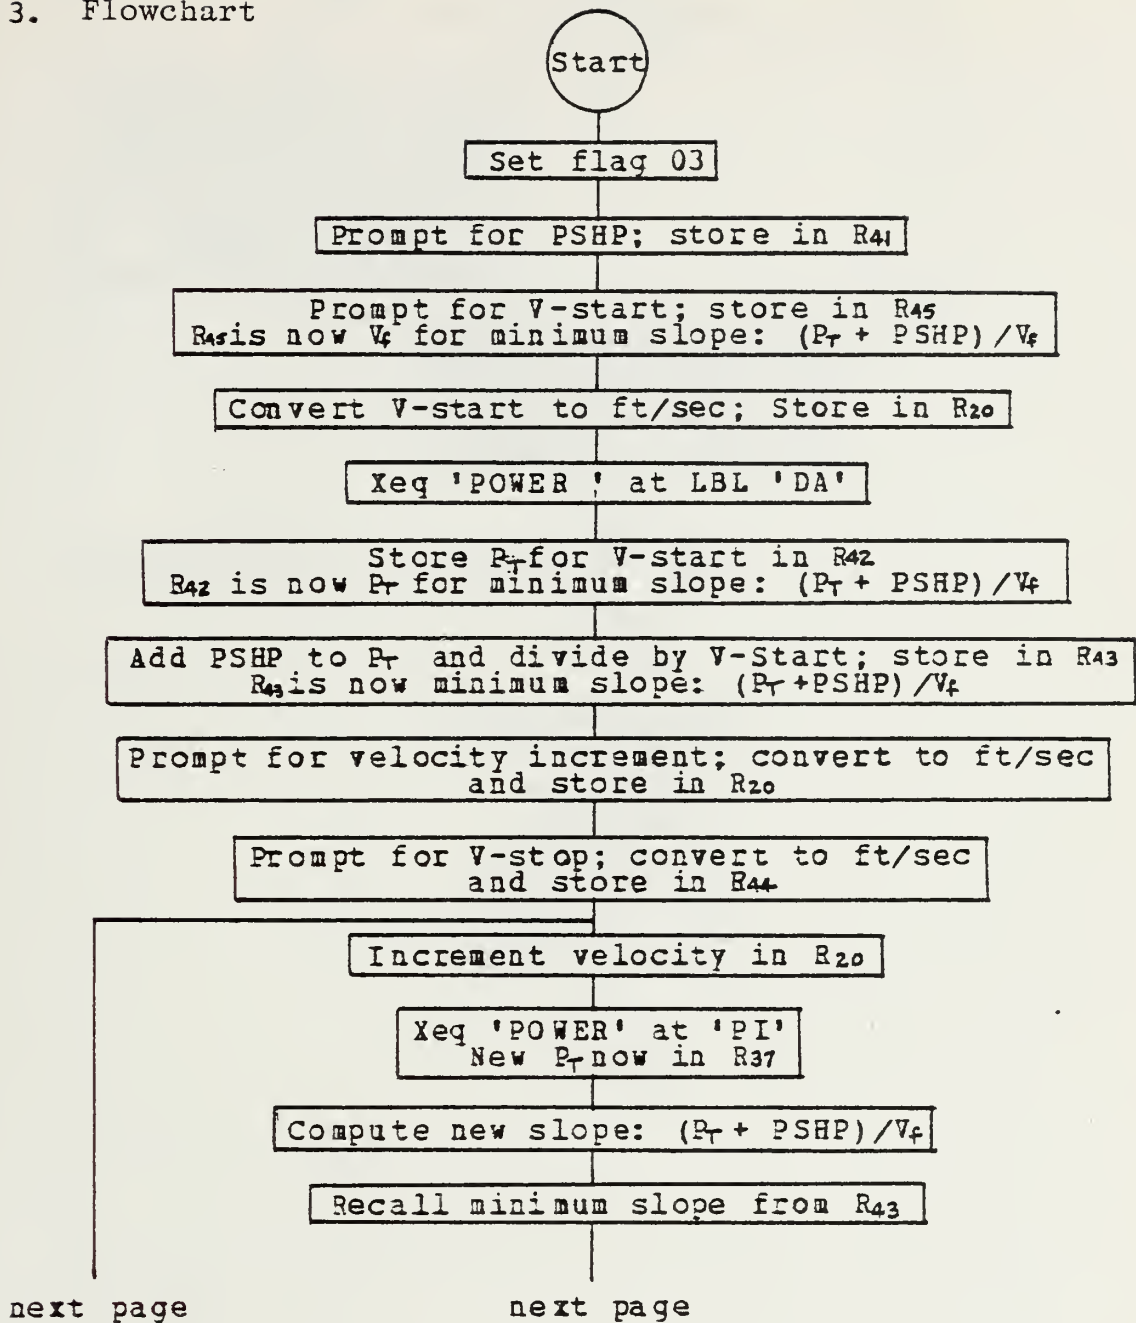 3. Flowchart
Start
Set flag 03
Prompt for PSHP; store in R41
Prompt for V-start; store in R45
R45 is now Vf for minimum slope: (PT + PSHP)/Vf
Convert V-start to ft/sec; Store in R20
Xeq 'POWER ' at LBL 'DA'
Store PT for V-start in R42
R42 is now PT for minimum slope: (PT + PSHP)/Vf
Add PSHP to PT and divide by V-Start; store in R43
R43 is now minimum slope: (PT +PSHP)/Vf
Prompt for velocity increment; convert to ft/sec
and store in R20
Prompt for V-stop; convert to ft/sec
and store in R44
Increment velocity in R20
Xeq 'POWER' at 'PI'
New PT now in R37
Compute new slope: (PT + PSHP)/Vf
Recall minimum slope from R43
next page next page